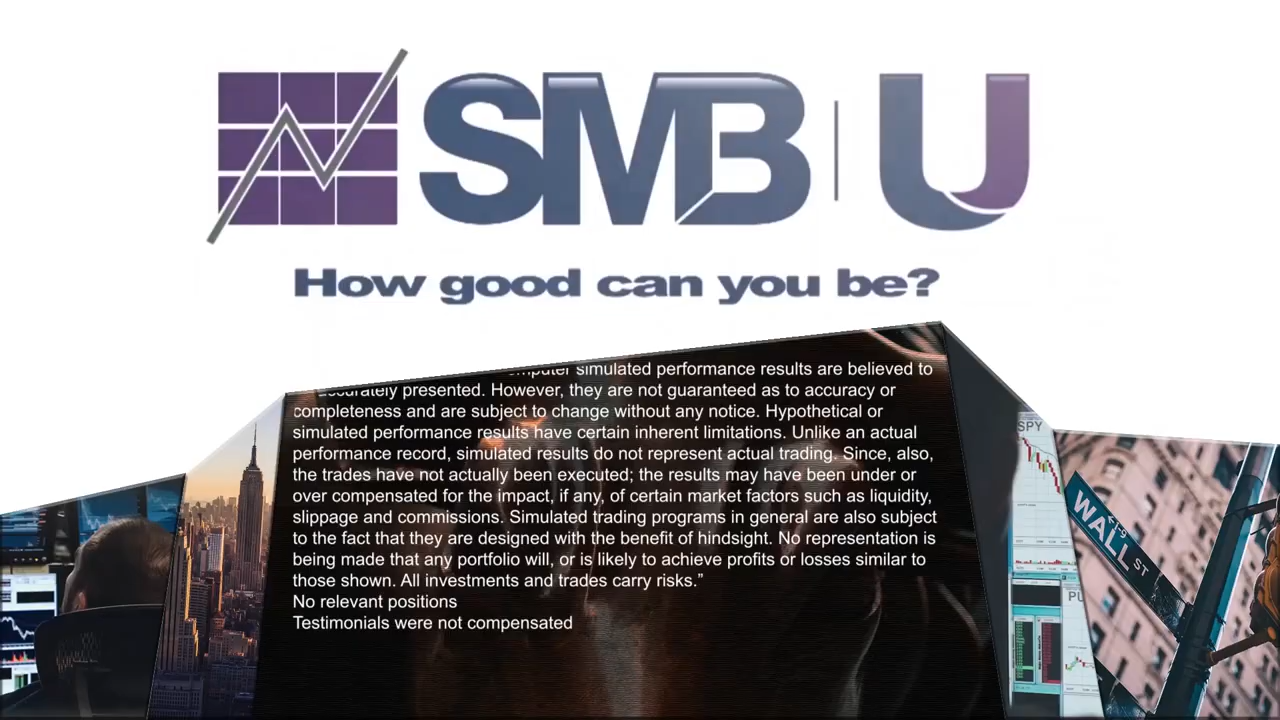 SMB U
How good can you be?
computer simulated performance results are believed to
accurately presented. However, they are not guaranteed as to accuracy or
completeness and are subject to change without any notice. Hypothetical or
simulated performance results have certain inherent limitations. Unlike an actual
performance record, simulated results do not represent actual trading. Since, also,
the trades have not actually been executed; the results may have been under or
over compensated for the impact, if any, of certain market factors such as liquidity,
slippage and commissions. Simulated trading programs in general are also subject
to the fact that they are designed with the benefit of hindsight. No representation is
being made that any portfolio will, or is likely to achieve profits or losses similar to
those shown. All investments and trades carry risks.”
No relevant positions
Testimonials were not compensated
SPY
PU
WALL ST